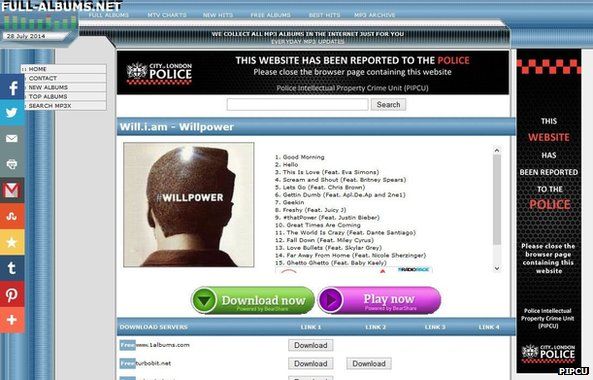 FULL-ALBUMS.NET
28 July 2014
FULL ALBUMS MTV CHARTS NEW HITS FREE ALBUMS BEST HITS MP3 ARCHIVE
WE COLLECT ALL MP3 ALBUMS IN THE INTERNET JUST FOR YOU
EVERYDAY MP3 UPDATES
:: HOME
:: CONTACT
:: NEW ALBUMS
:: TOP ALBUMS
:: SEARCH MP3X
CITY of LONDON
POLICE
THIS WEBSITE HAS BEEN REPORTED TO THE POLICE
Please close the browser page containing this website
Police Intellectual Property Crime Unit (PIPCU)
Search
Will.i.am - Willpower
#WILLPOWER
1. Good Morning
2. Hello
3. This Is Love (Feat. Eva Simons)
4. Scream and Shout (Feat. Britney Spears)
5. Lets Go (Feat. Chris Brown)
6. Gettin Dumb (Feat. Apl.De.Ap and 2ne1)
7. Geekin
8. Freshy (Feat. Juicy J)
9. #thatPower (Feat. Justin Bieber)
10. Great Times Are Coming
11. The World Is Crazy (Feat. Dante Santiago)
12. Fall Down (Feat. Miley Cyrus)
13. Love Bullets (Feat. Skylar Grey)
14. Far Away From Home (Feat. Nicole Sherzinger)
15. Ghetto Ghetto (Feat. Baby Kaely)
Download now
Powered by BearShare
Play now
Powered by BearShare
DOWNLOAD SERVERS LINK 1 LINK 2 LINK 3 LINK 4
Free www.1albums.com Download
Free turbobit.net Download Download
CITY of LONDON
POLICE
THIS
WEBSITE
HAS
BEEN REPORTED
TO THE
POLICE
Please close the
browser page
containing this
website
Police Intellectual
Property Crime Unit
(PIPCU)
PIPCU